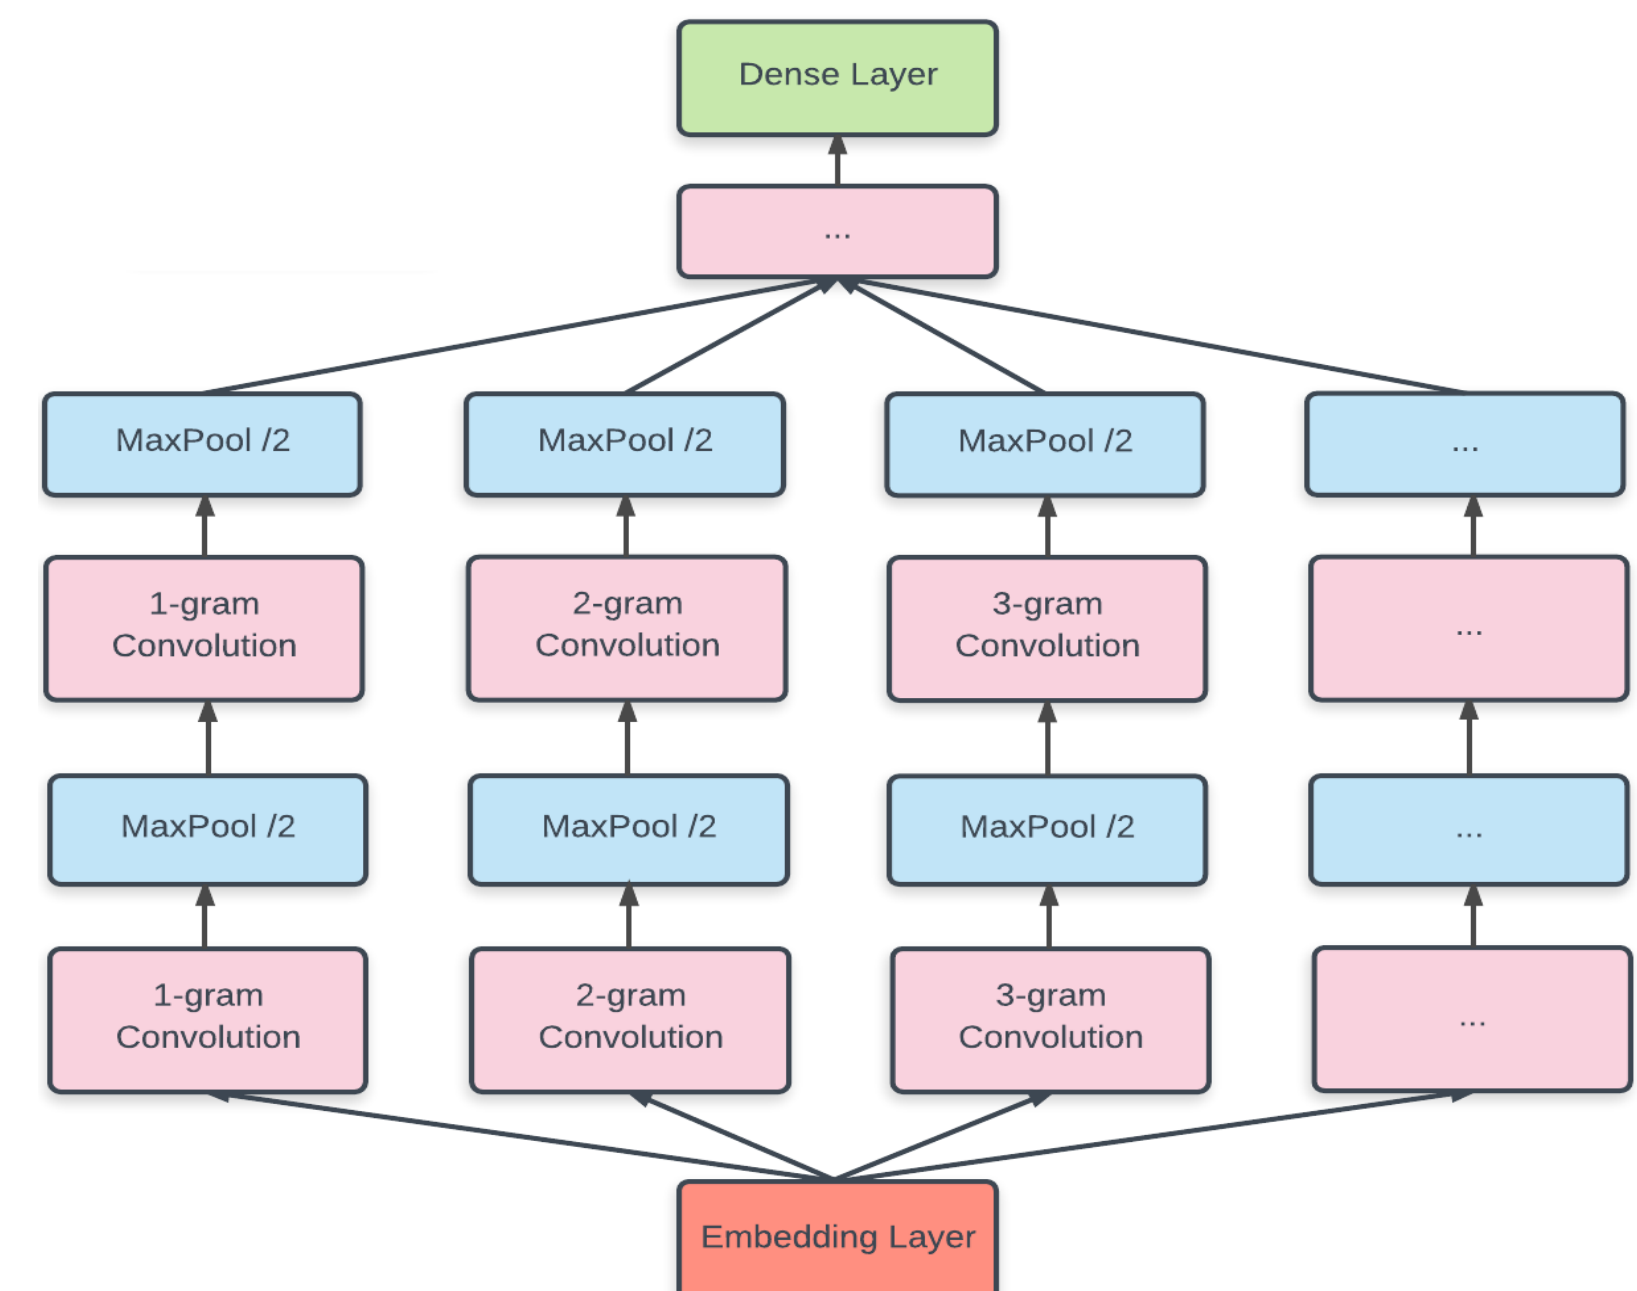 Dense Layer
...
MaxPool /2
MaxPool /2
MaxPool /2
...
1-gram
Convolution
2-gram
Convolution
3-gram
Convolution
...
MaxPool /2
MaxPool /2
MaxPool /2
...
1-gram
Convolution
2-gram
Convolution
3-gram
Convolution
...
Embedding Layer